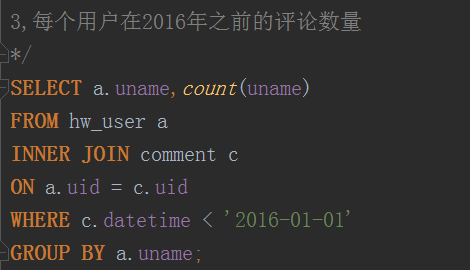 3,每个用户在2016年之前的评论数量
*/
SELECT a.uname,count(uname)
FROM hw_user a
INNER JOIN comment c
ON a.uid = c.uid
WHERE c.datetime < '2016-01-01'
GROUP BY a.uname;